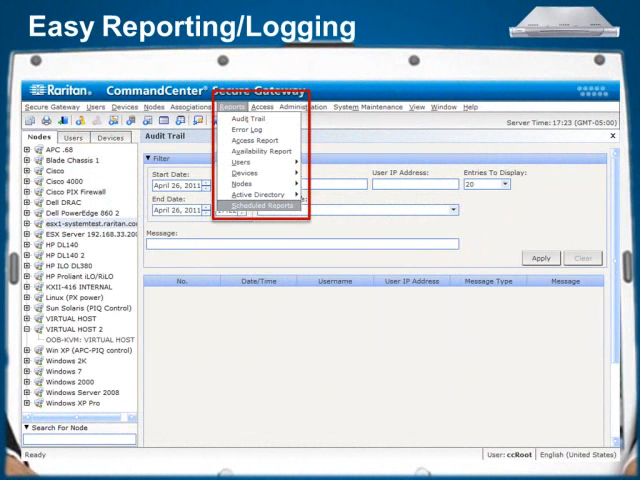 Easy Reporting/Logging
Raritan. CommandCenter® Secure Gateway
Secure Gateway Users Devices Nodes Associations Reports Access Administration System Maintenance View Window Help
Server Time: 17:23 (GMT-05:00)
Nodes Users Devices
Audit Trail
x
Audit Trail
Error Log
Access Report
Availability Report
Users
Devices
Nodes
Active Directory
Scheduled Reports
APC .68
Blade Chassis 1
Cisco
Cisco 4000
Cisco PIX Firewall
Dell DRAC
Dell PowerEdge 860 2
esx1-systemtest.raritan.co
ESX Server 192.168.33.20
HP DL140
HP DL140 2
HP ILO DL380
HP Proliant iLO/RiLO
KXII-416 INTERNAL
Linux (PX power)
Sun Solaris (PIQ Control)
VIRTUAL HOST
VIRTUAL HOST 2
OOB-KVM: VIRTUAL HOST
Win XP (APC-PIQ control)
Windows 2K
Windows 7
Windows 2000
Windows Server 2008
Windows XP Pro
Search For Node
Filter
Start Date:
User IP Address:
Entries To Display:
April 26, 2011
20
End Date:
April 26, 2011
Message:
Apply Clear
No. Date/Time Username User IP Address Message Type Message
Ready
User: ccRoot English (United States)